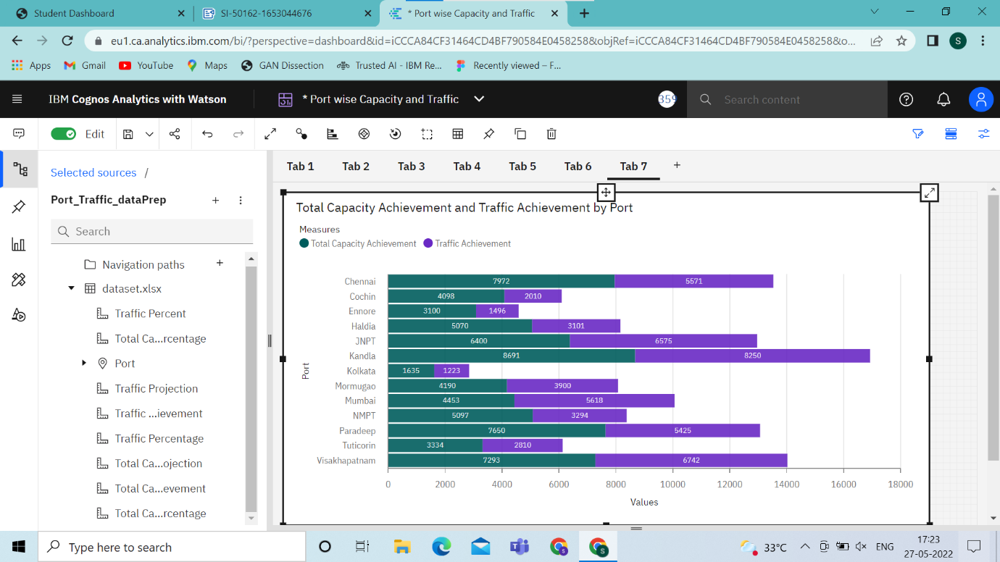 Student Dashboard
SI-50162-1653044676
* Port wise Capacity and Traffic
eu1.ca.analytics.ibm.com/bi/?perspective=dashboard&id=iCCCA84CF31464CD4BF790584E0458258&objRef=iCCCA84CF31464CD4BF790584E0458258&o...
S
Apps
Gmail
YouTube
Maps
GAN Dissection
Trusted AI - IBM Re...
Recently viewed – F...
IBM Cognos Analytics with Watson
* Port wise Capacity and Traffic
359
Search content
Edit
Selected sources /
Port_Traffic_dataPrep
Search
Navigation paths
dataset.xlsx
Traffic Percent
Total Ca...rcentage
Port
Traffic Projection
Traffic ...ievement
Traffic Percentage
Total Ca...ojection
Total Ca...evement
Total Ca...rcentage
Tab 1 Tab 2 Tab 3 Tab 4 Tab 5 Tab 6 Tab 7 +
Total Capacity Achievement and Traffic Achievement by Port
Measures
Total Capacity Achievement Traffic Achievement
Port
Chennai 7972 5571
Cochin 4098 2010
Ennore 3100 1496
Haldia 5070 3101
JNPT 6400 6575
Kandla 8691 8250
Kolkata 1635 1223
Mormugao 4190 3900
Mumbai 4453 5618
NMPT 5097 3294
Paradeep 7650 5425
Tuticorin 3334 2810
Visakhapatnam 7293 6742
0 2000 4000 6000 8000 10000 12000 14000 16000 18000
Values
Type here to search
33°C
ENG
17:23
27-05-2022